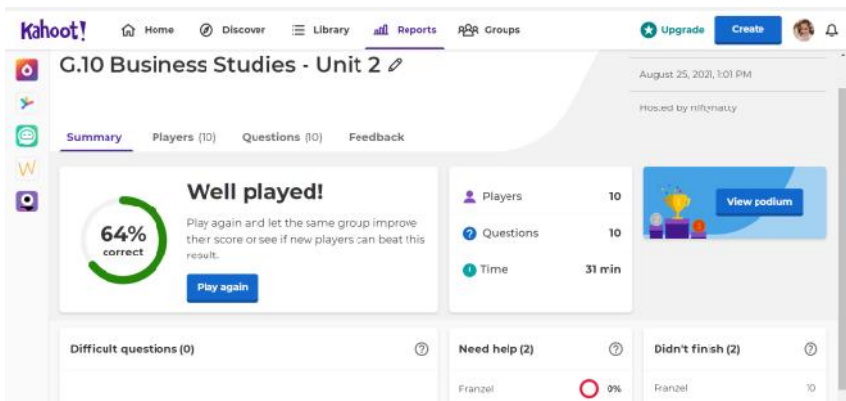 Kahoot!
Home
Discover
Library
Reports
Groups
Upgrade
Create
G.10 Business Studies - Unit 2
August 25, 2021, 1:01 PM
Hosted by
Summary
Players (10)
Questions (10)
Feedback
64%
correct
Well played!
Play again and let the same group improve
their score or see if new players can beat this
result.
Play again
Players 10
Questions 10
Time 31 min
View podium
Difficult questions (0)
Need help (2)
Franzel 0%
Didn't finish (2)
Franzel 10
W